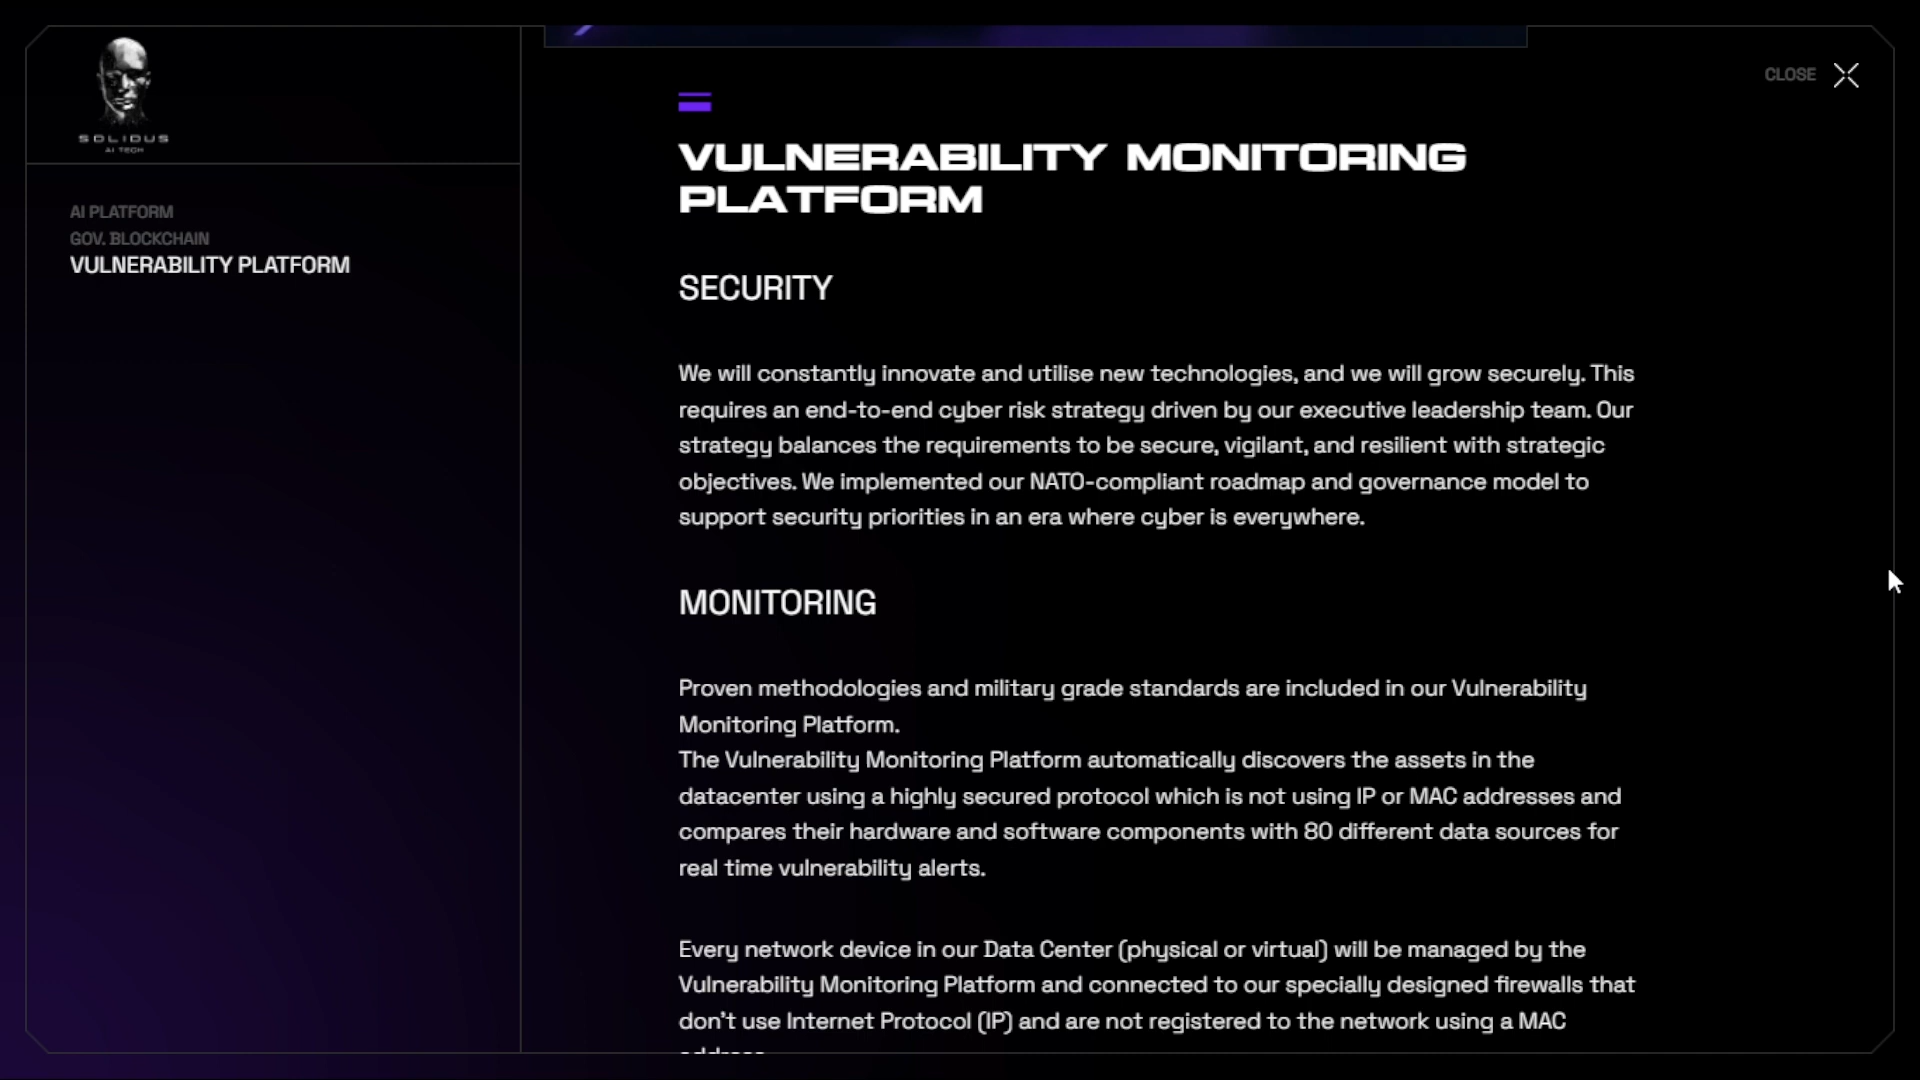 SOLIDUS
AI TECH
CLOSE
AI PLATFORM
GOV. BLOCKCHAIN
VULNERABILITY PLATFORM
VULNERABILITY MONITORING
PLATFORM
SECURITY
We will constantly innovate and utilise new technologies, and we will grow securely. This
requires an end-to-end cyber risk strategy driven by our executive leadership team. Our
strategy balances the requirements to be secure, vigilant, and resilient with strategic
objectives. We implemented our NATO-compliant roadmap and governance model to
support security priorities in an era where cyber is everywhere.
MONITORING
Proven methodologies and military grade standards are included in our Vulnerability
Monitoring Platform.
The Vulnerability Monitoring Platform automatically discovers the assets in the
datacenter using a highly secured protocol which is not using IP or MAC addresses and
compares their hardware and software components with 80 different data sources for
real time vulnerability alerts.
Every network device in our Data Center (physical or virtual) will be managed by the
Vulnerability Monitoring Platform and connected to our specially designed firewalls that
don't use Internet Protocol (IP) and are not registered to the network using a MAC